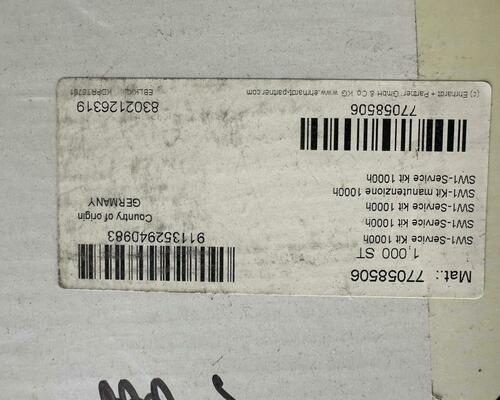 Mat.: 77058506
1,000 ST
9113529 40983
SW1-Service kit 1000h
SW1-Service Kit 1000h
SW1-Service kit 1000h
SW1-Kit manutenzione 1000h
SW1-Service kit 1000h
Country of origin
GERMANY
77058506
8302126319
(c) Ehrhardt + Partner GmbH & Co. KG www.ehrhardt-partner.com